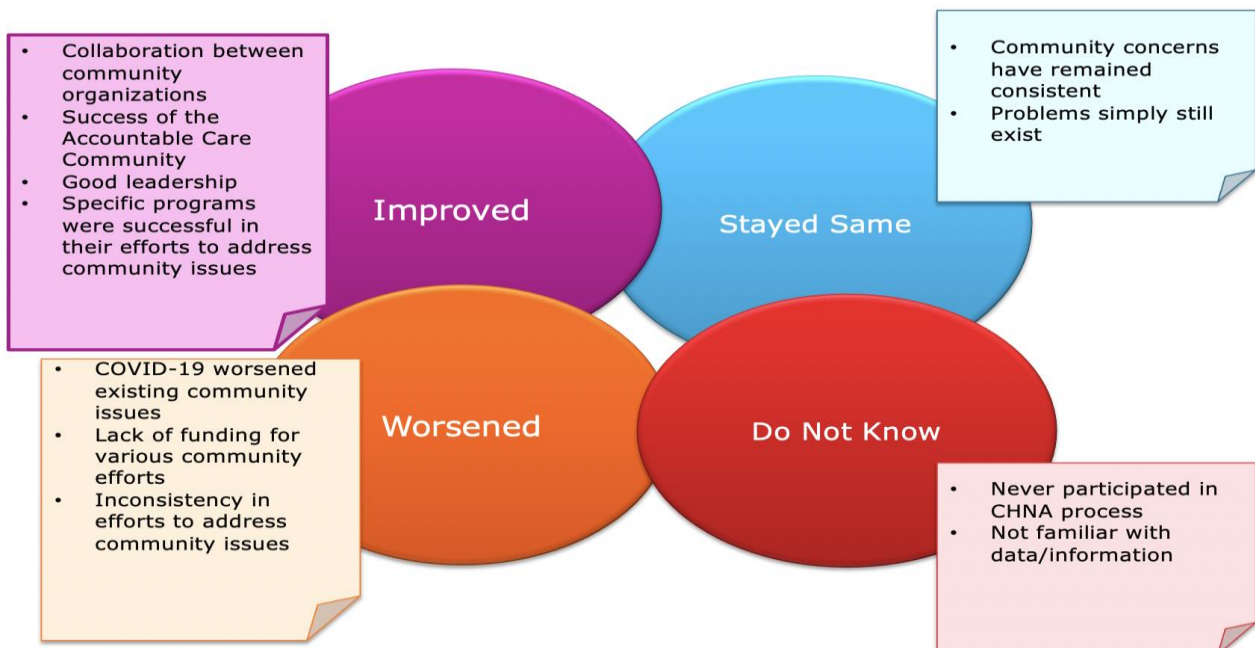 • Collaboration between
community
organizations
• Success of the
Accountable Care
Community
• Good leadership
• Specific programs
were successful in
their efforts to address
community issues
Improved
Stayed Same
• Community concerns
have remained
consistent
• Problems simply still
exist
• COVID-19 worsened
existing community
issues
• Lack of funding for
various community
efforts
• Inconsistency in
efforts to address
community issues
Worsened
Do Not Know
• Never participated in
CHNA process
• Not familiar with
data/information